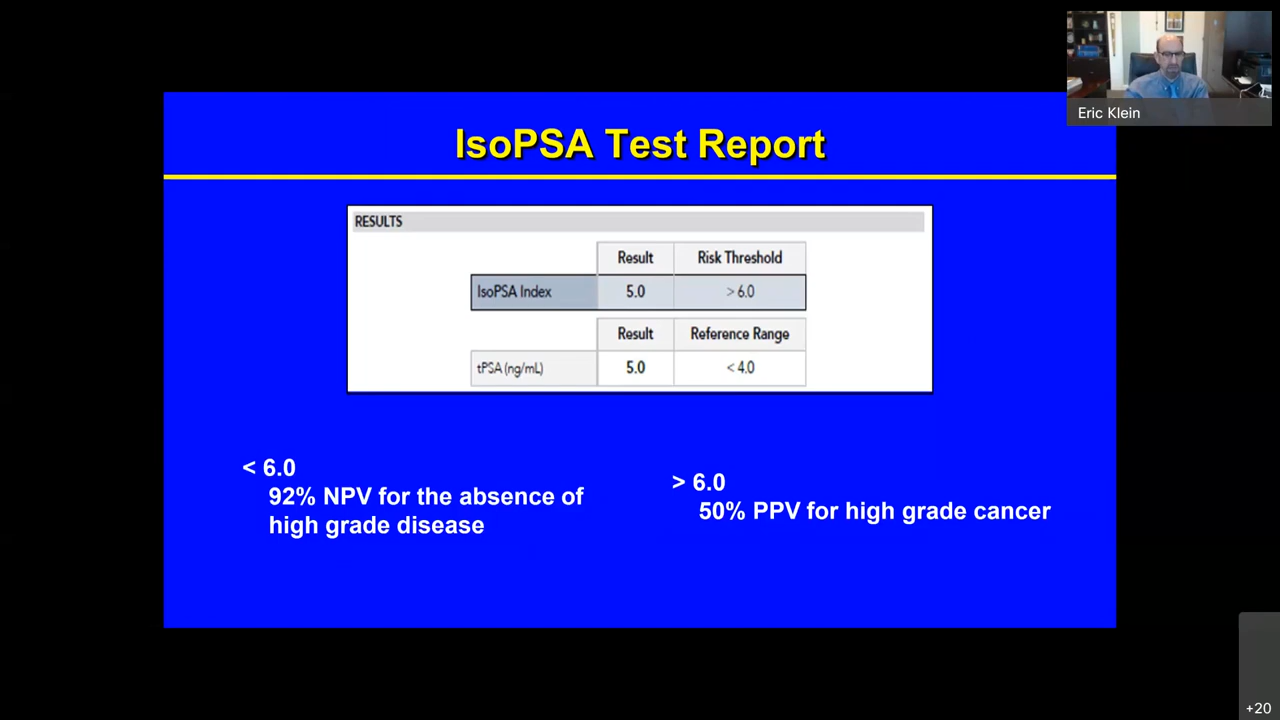 Eric Klein
IsoPSA Test Report
RESULTS
Result Risk Threshold
IsoPSA Index 5.0 > 6.0
Result Reference Range
tPSA (ng/mL) 5.0 < 4.0
< 6.0
92% NPV for the absence of
high grade disease
> 6.0
50% PPV for high grade cancer
+20